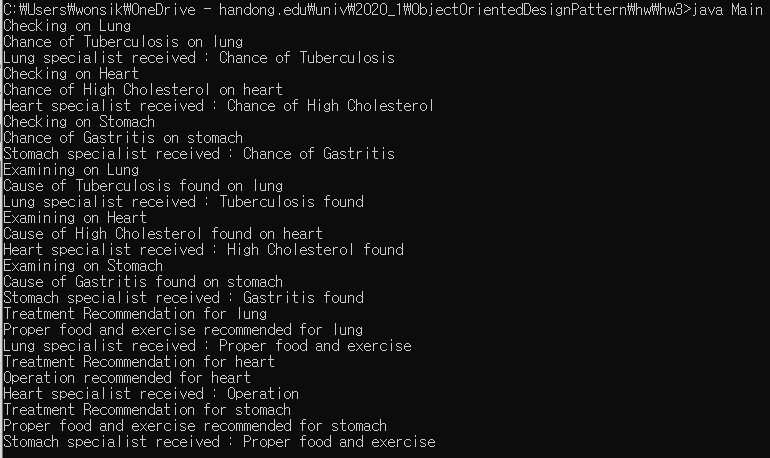 C:₩Users₩wonsik₩OneDrive - handong.edu₩univ₩2020_1₩ObjectOrientedDesignPattern₩hw₩hw3>java Main
Checking on Lung
Chance of Tuberculosis on lung
Lung specialist received : Chance of Tuberculosis
Checking on Heart
Chance of High Cholesterol on heart
Heart specialist received : Chance of High Cholesterol
Checking on Stomach
Chance of Gastritis on stomach
Stomach specialist received : Chance of Gastritis
Examining on Lung
Cause of Tuberculosis found on lung
Lung specialist received : Tuberculosis found
Examining on Heart
Cause of High Cholesterol found on heart
Heart specialist received : High Cholesterol found
Examining on Stomach
Cause of Gastritis found on stomach
Stomach specialist received : Gastritis found
Treatment Recommendation for lung
Proper food and exercise recommended for lung
Lung specialist received : Proper food and exercise
Treatment Recommendation for heart
Operation recommended for heart
Heart specialist received : Operation
Treatment Recommendation for stomach
Proper food and exercise recommended for stomach
Stomach specialist received : Proper food and exercise